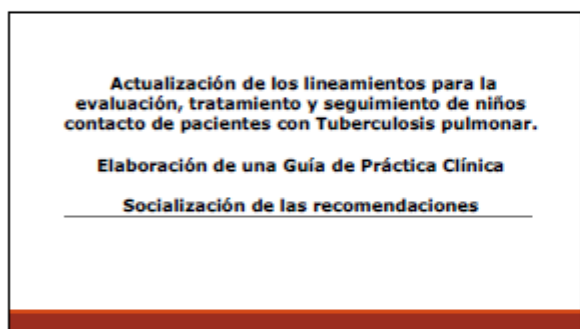 Actualización de los lineamientos para la
evaluación, tratamiento y seguimiento de niños
contacto de pacientes con Tuberculosis pulmonar.
Elaboración de una Guía de Práctica Clínica
Socialización de las recomendaciones